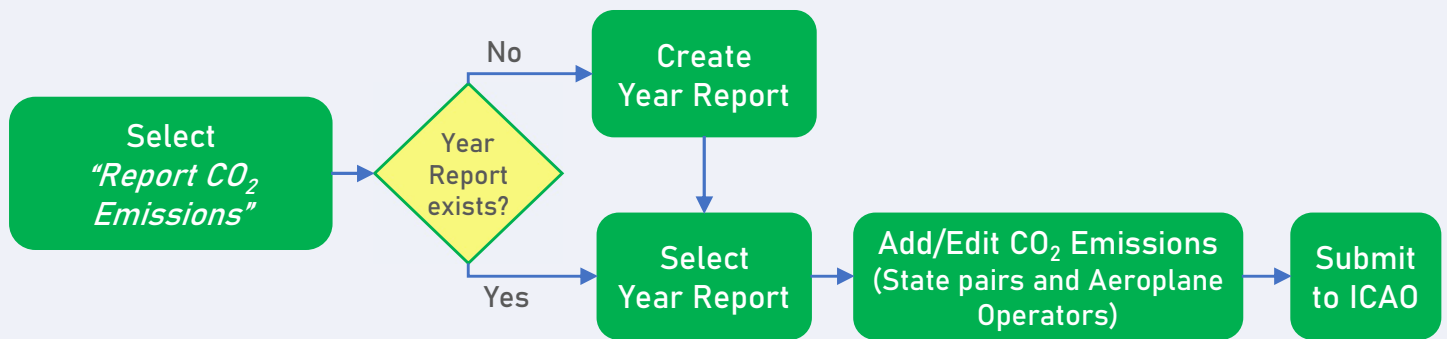 Select
"Report CO₂
Emissions"
Year
Report
exists?
No
Create
Year Report
Yes
Select
Year Report
Add/Edit CO₂ Emissions
(State pairs and Aeroplane
Operators)
Submit
to ICAO